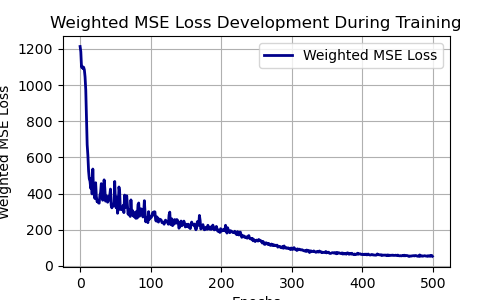 Weighted MSE Loss Development During Training
Weighted MSE Loss
1200
1000
800
600
400
200
0
Weighted MSE Loss
0 100 200 300 400 500
Epochs